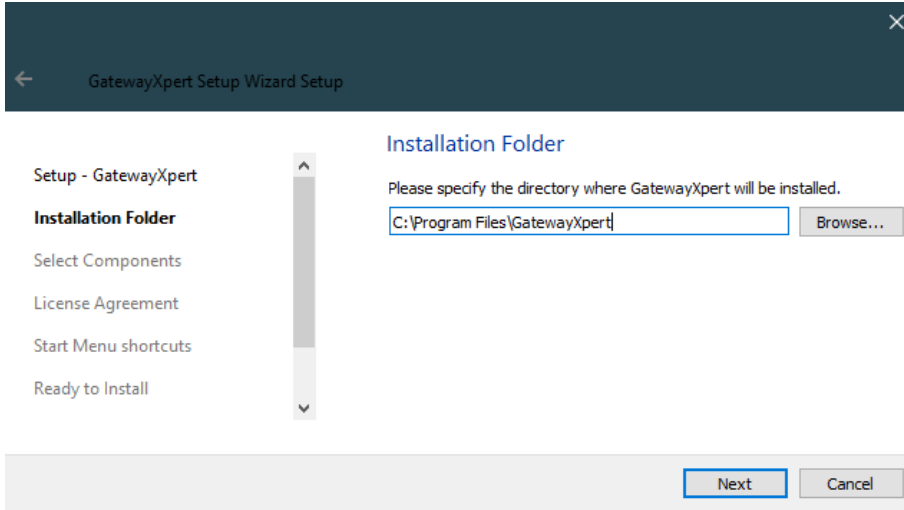 GatewayXpert Setup Wizard Setup
Setup - GatewayXpert
Installation Folder
Select Components
License Agreement
Start Menu shortcuts
Ready to Install
Installation Folder
Please specify the directory where GatewayXpert will be installed.
C:\Program Files\GatewayXpert
Browse...
Next
Cancel